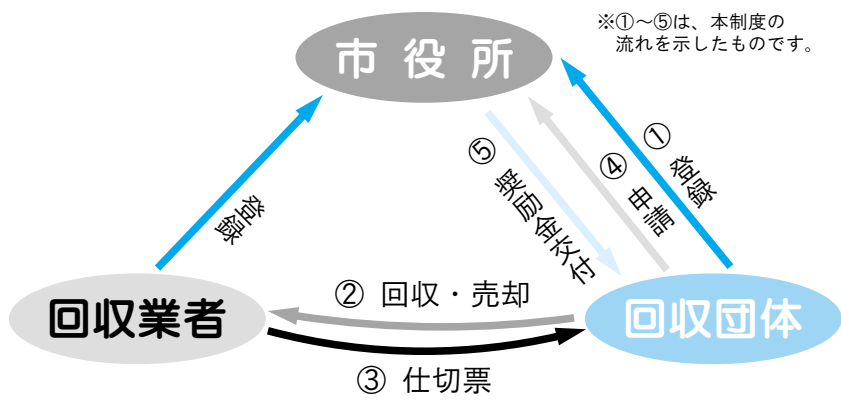 市役所
※①～⑤は、本制度の
流れを示したものです。
登録
⑤ 奨励金交付
④ 申請
① 登録
回収業者
② 回収・売却
③ 仕切票
回収団体